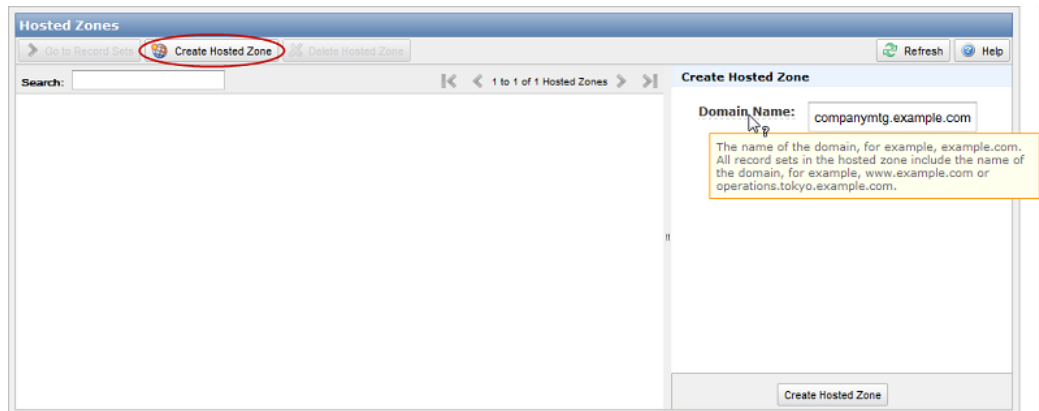 Hosted Zones
Go to Record Sets Create Hosted Zone Delete Hosted Zone Refresh Help
Search: 1 to 1 of 1 Hosted Zones
Create Hosted Zone
Domain Name: companymtg.example.com
The name of the domain, for example, example.com.
All record sets in the hosted zone include the name of
the domain, for example, www.example.com or
operations.tokyo.example.com.
Create Hosted Zone